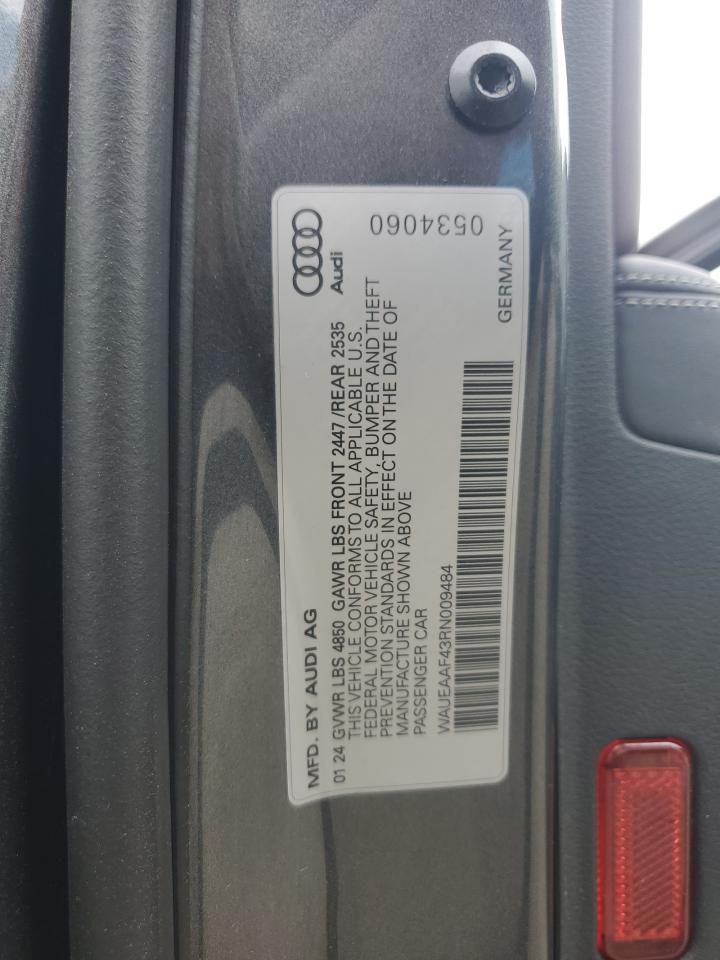 MFD. BY AUDI AG
Audi
01 24 GVWR LBS 4850 GAWR LBS FRONT 2447 /REAR 2535
THIS VEHICLE CONFORMS TO ALL APPLICABLE U.S.
FEDERAL MOTOR VEHICLE SAFETY, BUMPER AND THEFT
PREVENTION STANDARDS IN EFFECT ON THE DATE OF
MANUFACTURE SHOWN ABOVE
PASSENGER CAR
0534060
WAUEAAF43RN009484
GERMANY